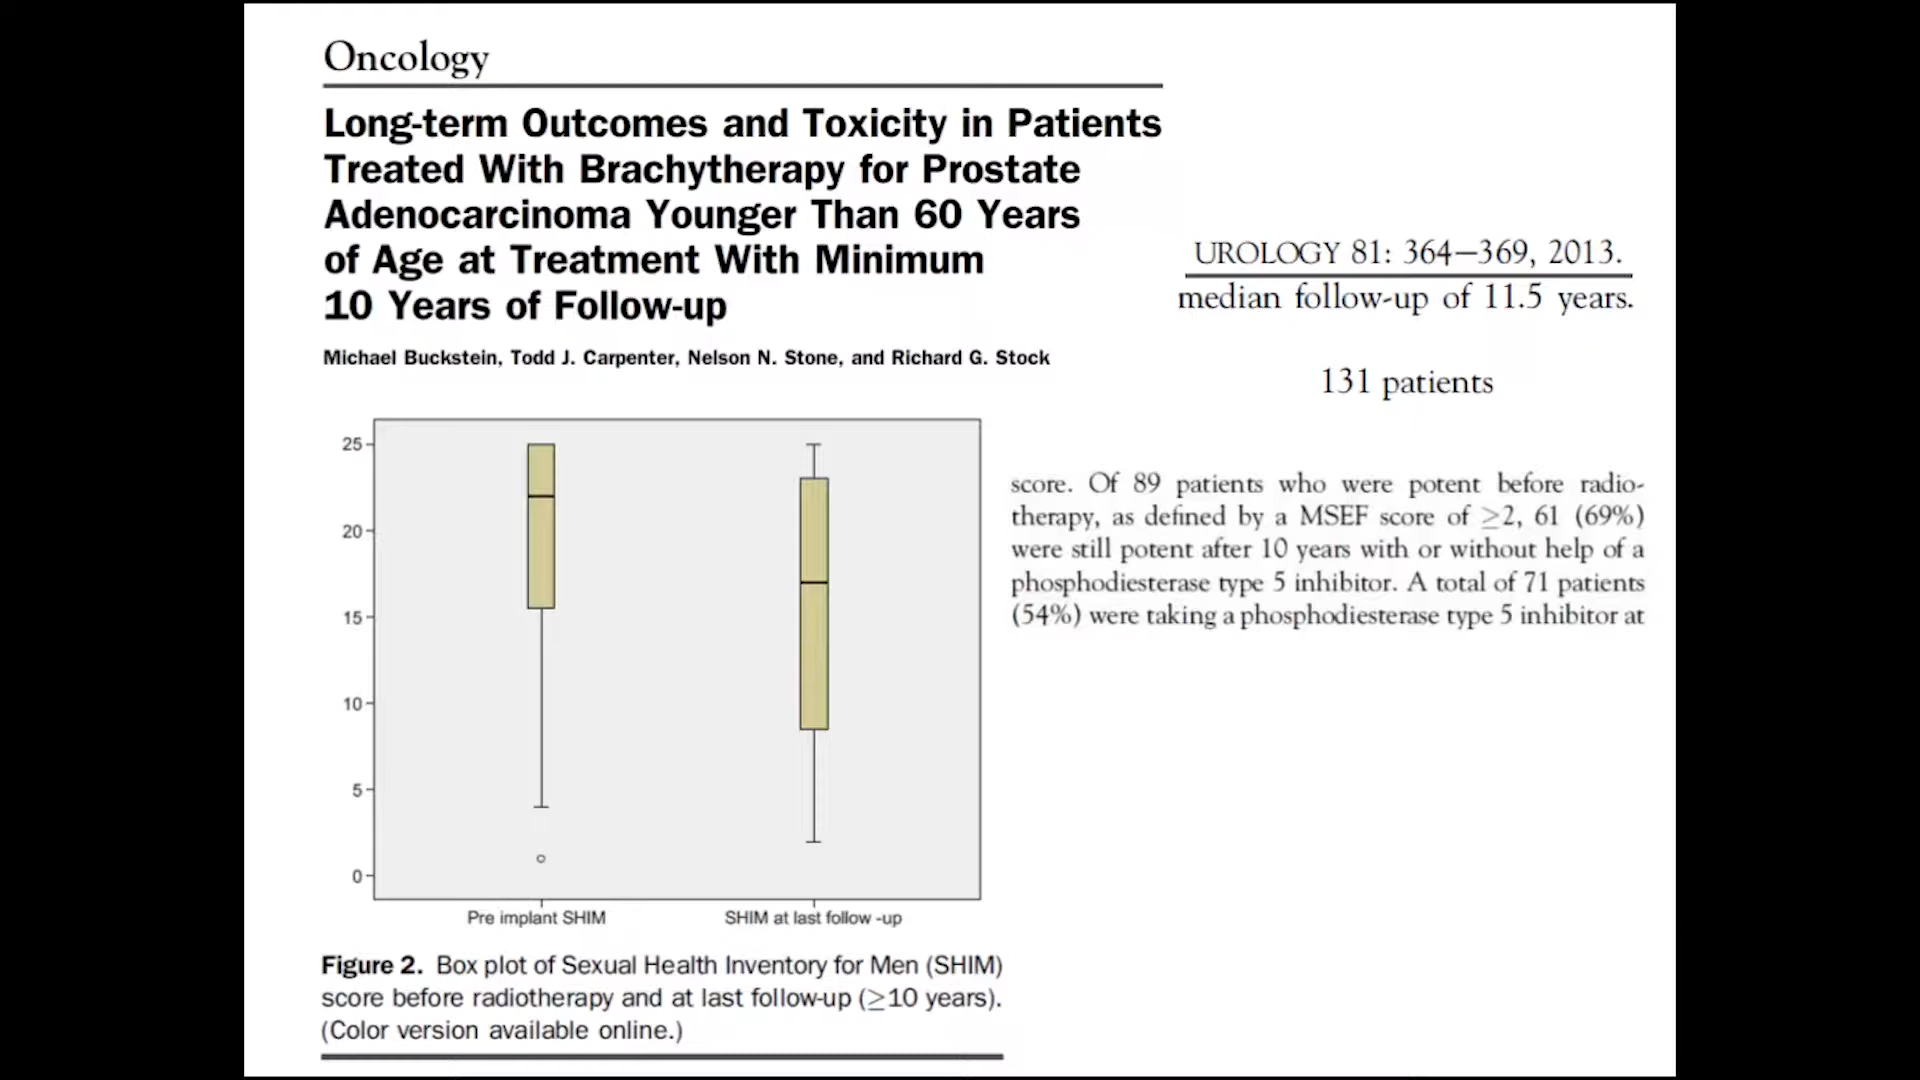 Oncology
Long-term Outcomes and Toxicity in Patients
Treated With Brachytherapy for Prostate
Adenocarcinoma Younger Than 60 Years
of Age at Treatment With Minimum
10 Years of Follow-up
Michael Buckstein, Todd J. Carpenter, Nelson N. Stone, and Richard G. Stock
UROLOGY 81: 364–369, 2013.
median follow-up of 11.5 years.
131 patients
score. Of 89 patients who were potent before radio-
therapy, as defined by a MSEF score of ≥2, 61 (69%)
were still potent after 10 years with or without help of a
phosphodiesterase type 5 inhibitor. A total of 71 patients
(54%) were taking a phosphodiesterase type 5 inhibitor at
25
20
15
10
5
0
Pre implant SHIM
SHIM at last follow -up
Figure 2. Box plot of Sexual Health Inventory for Men (SHIM)
score before radiotherapy and at last follow-up (≥10 years).
(Color version available online.)